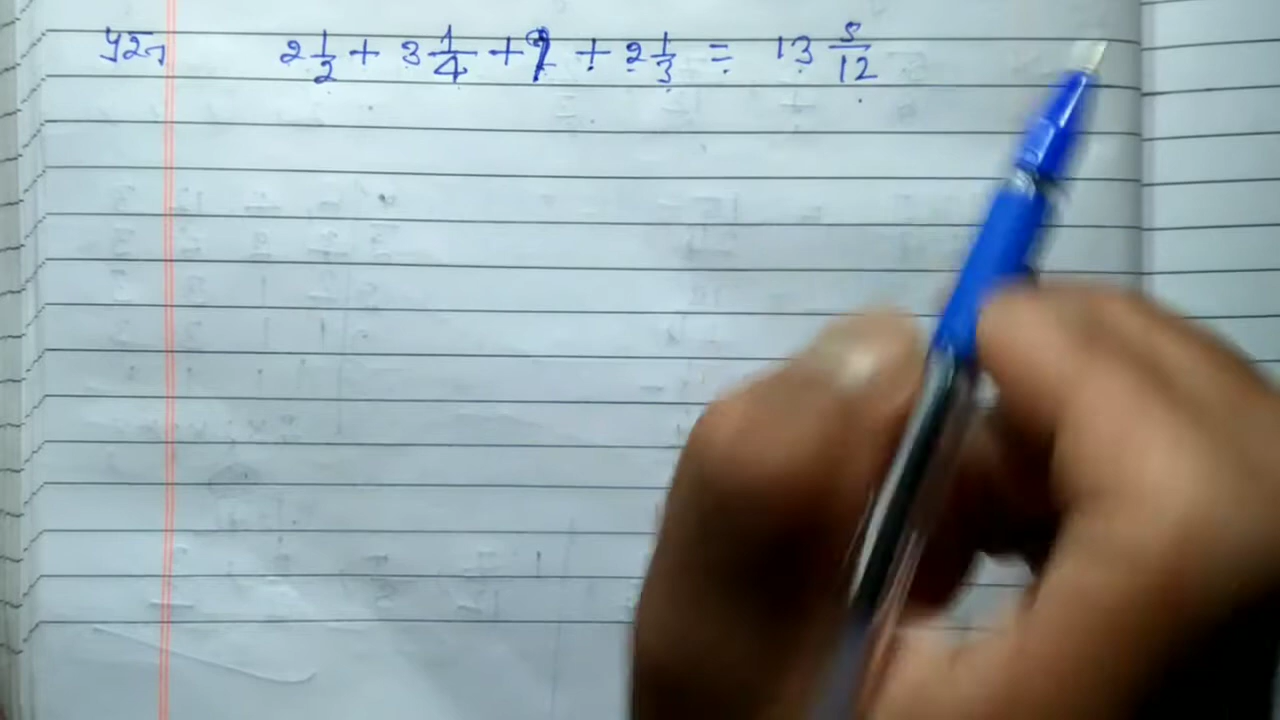 2 1/2 + 3 1/4 + ? + 2 1/3 = 13 5/12